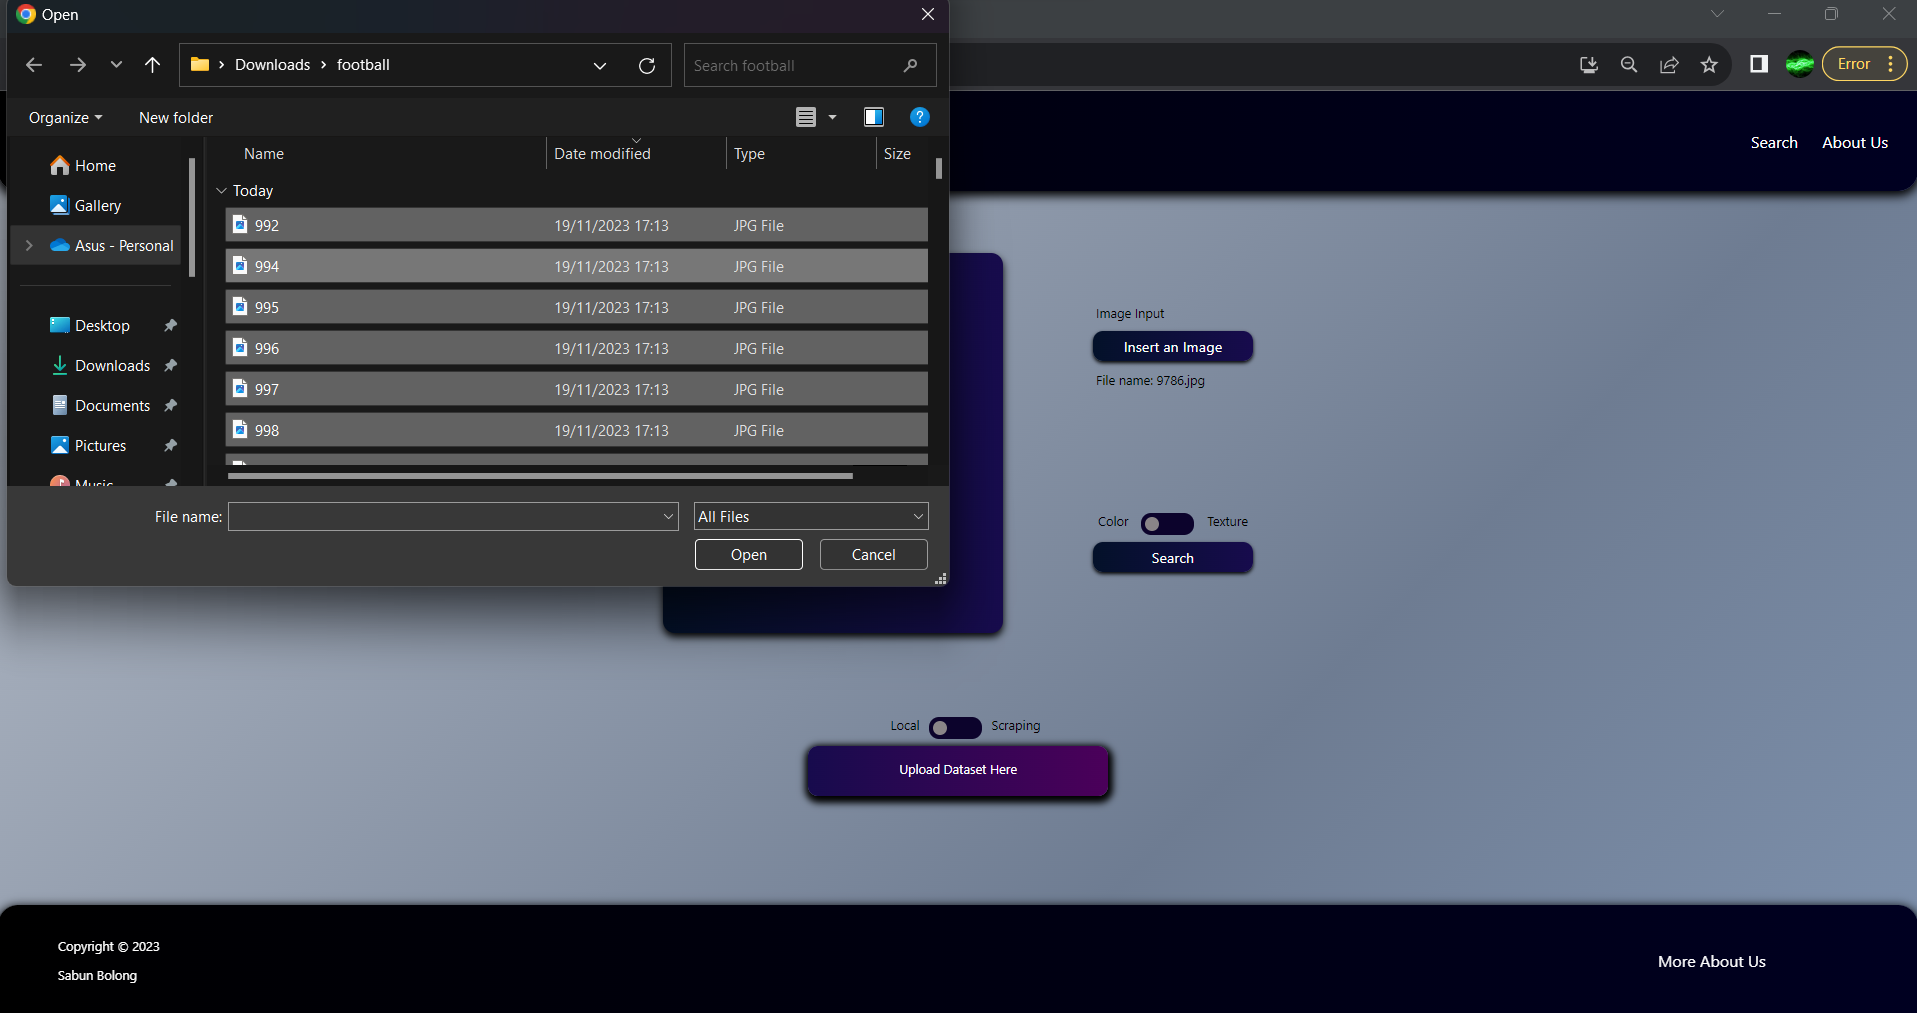 Open
Downloads > football
Search football
Error
Organize
New folder
Search
About Us
Name
Date modified
Type
Size
Home
Gallery
Asus - Personal
Desktop
Downloads
Documents
Pictures
Music
Today
992 19/11/2023 17:13 JPG File
994 19/11/2023 17:13 JPG File
995 19/11/2023 17:13 JPG File
996 19/11/2023 17:13 JPG File
997 19/11/2023 17:13 JPG File
998 19/11/2023 17:13 JPG File
File name:
All Files
Open
Cancel
Image Input
Insert an Image
File name: 9786.jpg
Color
Texture
Search
Local
Scraping
Upload Dataset Here
Copyright © 2023
Sabun Bolong
More About Us